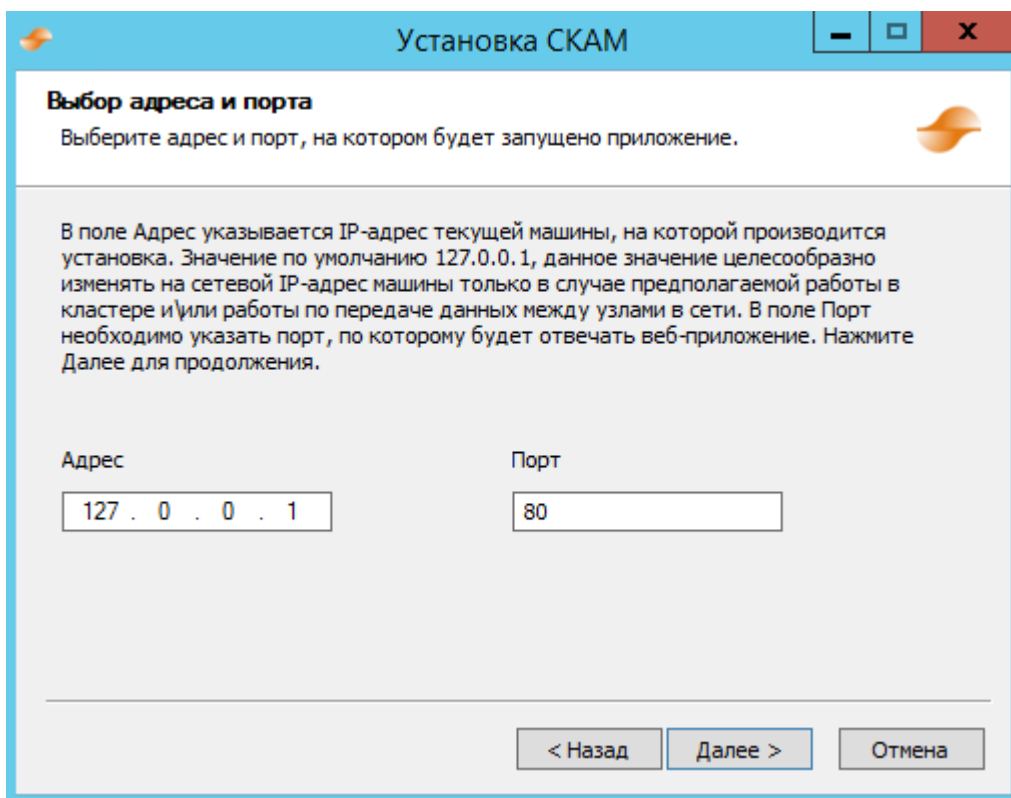 Установка СКАМ
Выбор адреса и порта
Выберите адрес и порт, на котором будет запущено приложение.
В поле Адрес указывается IP-адрес текущей машины, на которой производится
установка. Значение по умолчанию 127.0.0.1, данное значение целесообразно
изменять на сетевой IP-адрес машины только в случае предполагаемой работы в
кластере и\или работы по передаче данных между узлами в сети. В поле Порт
необходимо указать порт, по которому будет отвечать веб-приложение. Нажмите
Далее для продолжения.
Адрес Порт
127 . 0 . 0 . 1 80
< Назад Далее > Отмена